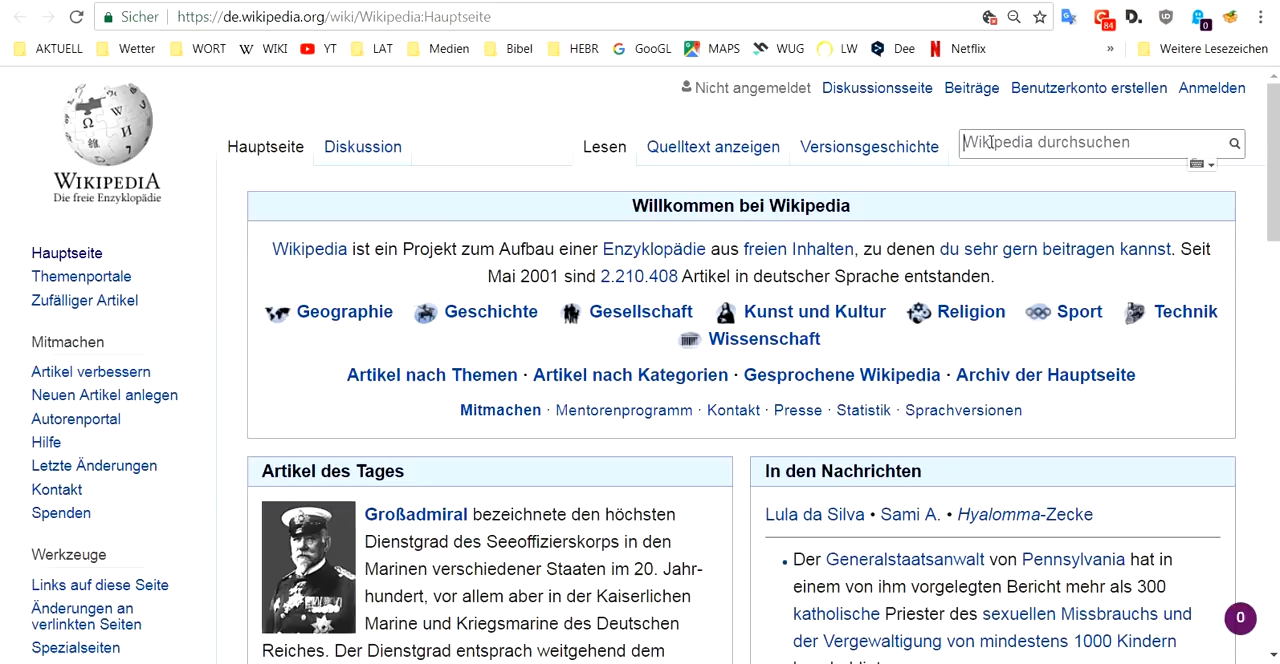 Sicher https://de.wikipedia.org/wiki/Wikipedia:Hauptseite
84 D. 0
AKTUELL Wetter WORT W WIKI YT LAT Medien Bibel HEBR G GooGL MAPS WUG LW Dee N Netflix » Weitere Lesezeichen
Nicht angemeldet Diskussionsseite Beiträge Benutzerkonto erstellen Anmelden
WIKIPEDIA
Die freie Enzyklopädie
Hauptseite Diskussion Lesen Quelltext anzeigen Versionsgeschichte Wikipedia durchsuchen
Hauptseite
Themenportale
Zufälliger Artikel
Mitmachen
Artikel verbessern
Neuen Artikel anlegen
Autorenportal
Hilfe
Letzte Änderungen
Kontakt
Spenden
Werkzeuge
Links auf diese Seite
Änderungen an
verlinkten Seiten
Spezialseiten
Willkommen bei Wikipedia
Wikipedia ist ein Projekt zum Aufbau einer Enzyklopädie aus freien Inhalten, zu denen du sehr gern beitragen kannst. Seit
Mai 2001 sind 2.210.408 Artikel in deutscher Sprache entstanden.
Geographie Geschichte Gesellschaft Kunst und Kultur Religion Sport Technik
Wissenschaft
Artikel nach Themen · Artikel nach Kategorien · Gesprochene Wikipedia · Archiv der Hauptseite
Mitmachen · Mentorenprogramm · Kontakt · Presse · Statistik · Sprachversionen
Artikel des Tages
Großadmiral bezeichnete den höchsten
Dienstgrad des Seeoffizierskorps in den
Marinen verschiedener Staaten im 20. Jahr-
hundert, vor allem aber in der Kaiserlichen
Marine und Kriegsmarine des Deutschen
Reiches. Der Dienstgrad entsprach weitgehend dem
In den Nachrichten
Lula da Silva • Sami A. • Hyalomma-Zecke
• Der Generalstaatsanwalt von Pennsylvania hat in
einem von ihm vorgelegten Bericht mehr als 300
katholische Priester des sexuellen Missbrauchs und
der Vergewaltigung von mindestens 1000 Kindern
0